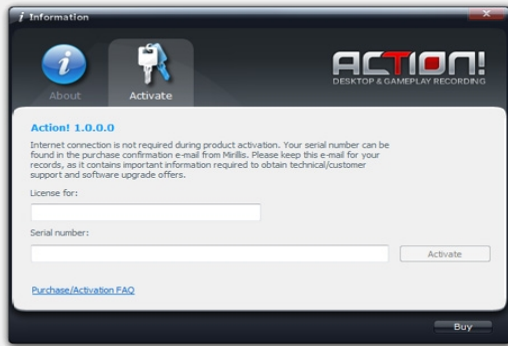 i Information
About
Activate
ACTION!
DESKTOP & GAMEPLAY RECORDING
Action! 1.0.0.0
Internet connection is not required during product activation. Your serial number can be
found in the purchase confirmation e-mail from Mirillis. Please keep this e-mail for your
records, as it contains important information required to obtain technical/customer
support and software upgrade offers.
License for:
Serial number:
Activate
Purchase/Activation FAQ
Buy